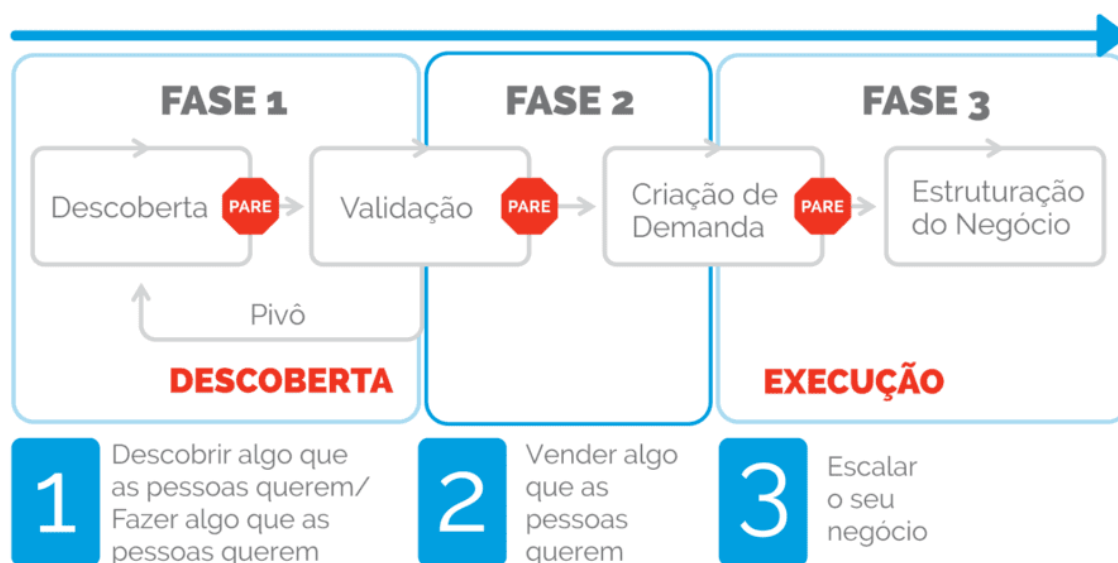 FASE 1
FASE 2
FASE 3
Descoberta
PARE
Validação
PARE
Criação de
Demanda
PARE
Estruturação
do Negócio
Pivô
DESCOBERTA
EXECUÇÃO
1
Descobrir algo que
as pessoas querem/
Fazer algo que as
pessoas querem
2
Vender algo
que as
pessoas
querem
3
Escalar
o seu
negócio